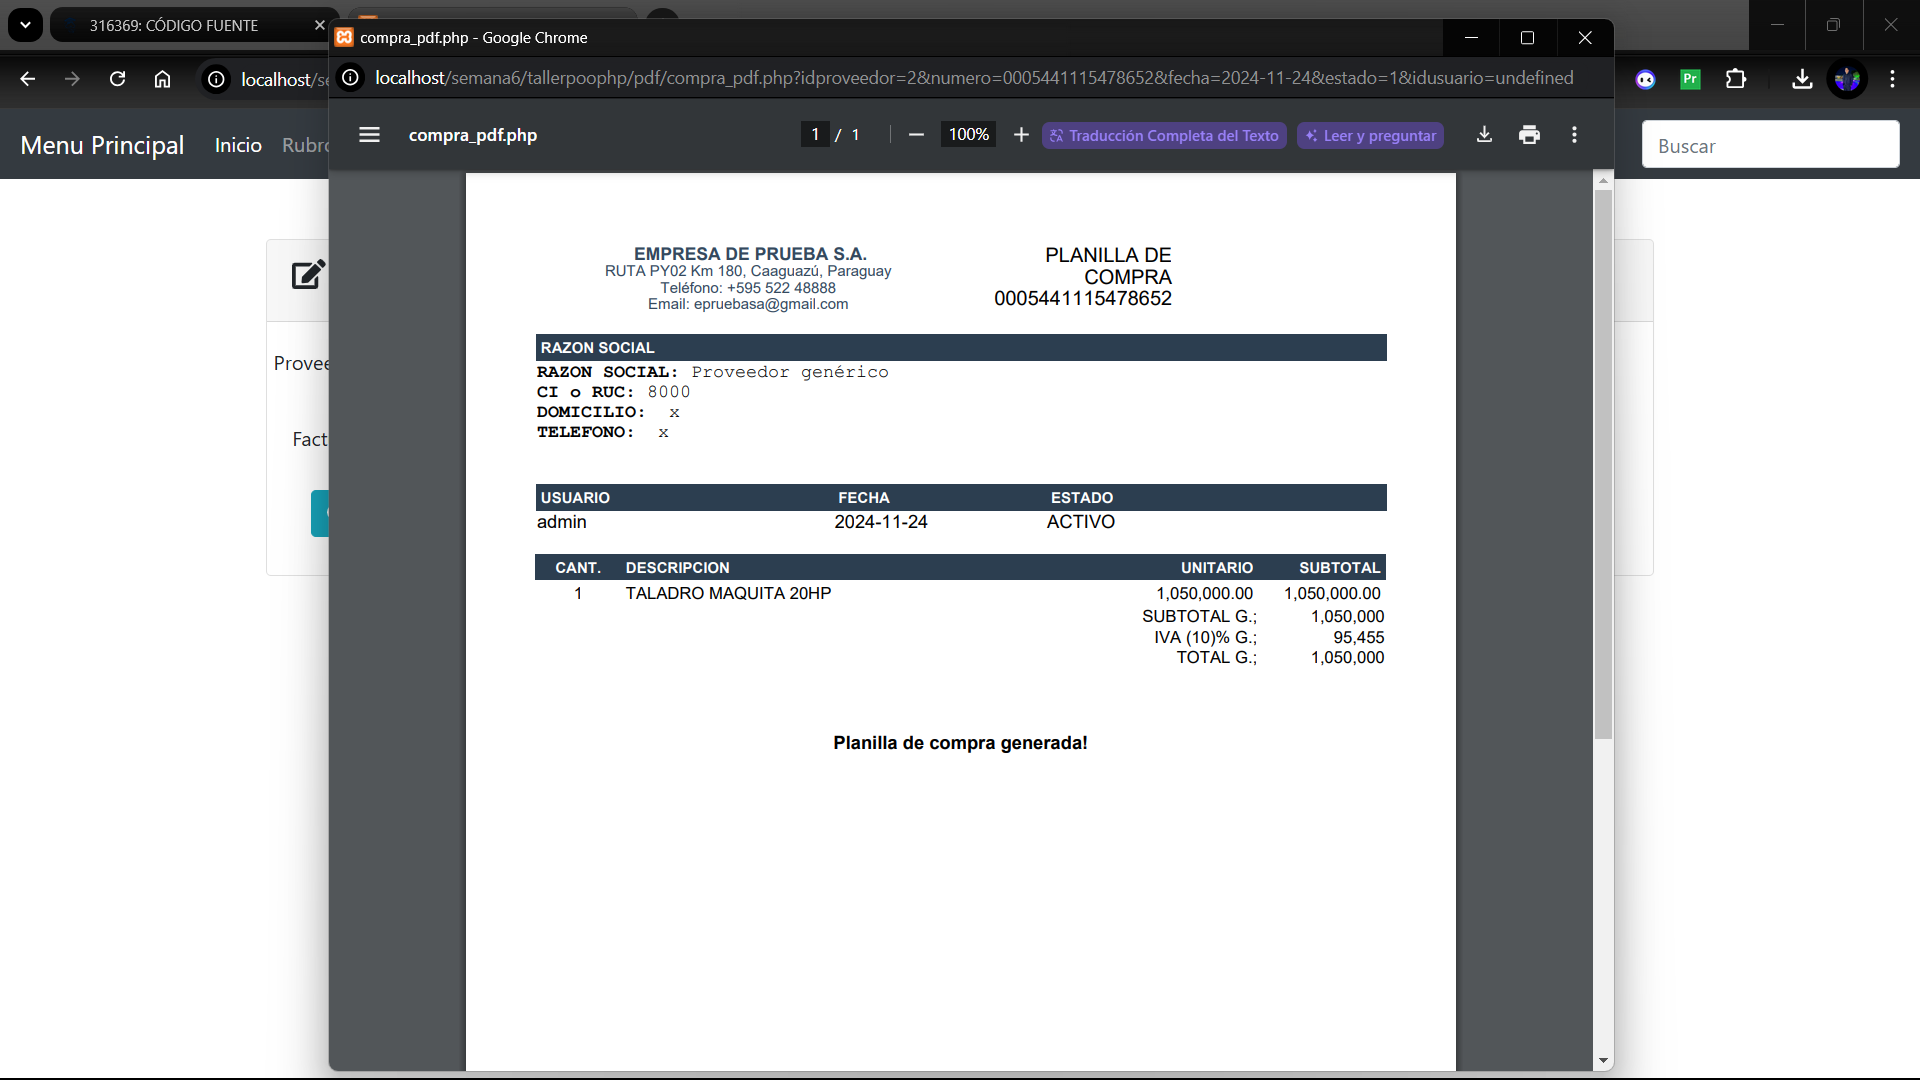 316369: CÓDIGO FUENTE
compra_pdf.php - Google Chrome
localhost/se
localhost/semana6/tallerpoophp/pdf/compra_pdf.php?idproveedor=2&numero=0005441115478652&fecha=2024-11-24&estado=1&idusuario=undefined
Pr
Menu Principal
Inicio
Rubro
Buscar
compra_pdf.php
1 / 1
100%
Traducción Completa del Texto
Leer y preguntar
EMPRESA DE PRUEBA S.A.
RUTA PY02 Km 180, Caaguazú, Paraguay
Teléfono: +595 522 48888
Email: epruebasa@gmail.com
PLANILLA DE
COMPRA
0005441115478652
RAZON SOCIAL
RAZON SOCIAL: Proveedor genérico
CI o RUC: 8000
DOMICILIO: x
TELEFONO: x
Provee
Fact
USUARIO FECHA ESTADO
admin 2024-11-24 ACTIVO
CANT. DESCRIPCION UNITARIO SUBTOTAL
1 TALADRO MAQUITA 20HP 1,050,000.00 1,050,000.00
SUBTOTAL G.; 1,050,000
IVA (10)% G.; 95,455
TOTAL G.; 1,050,000
Planilla de compra generada!